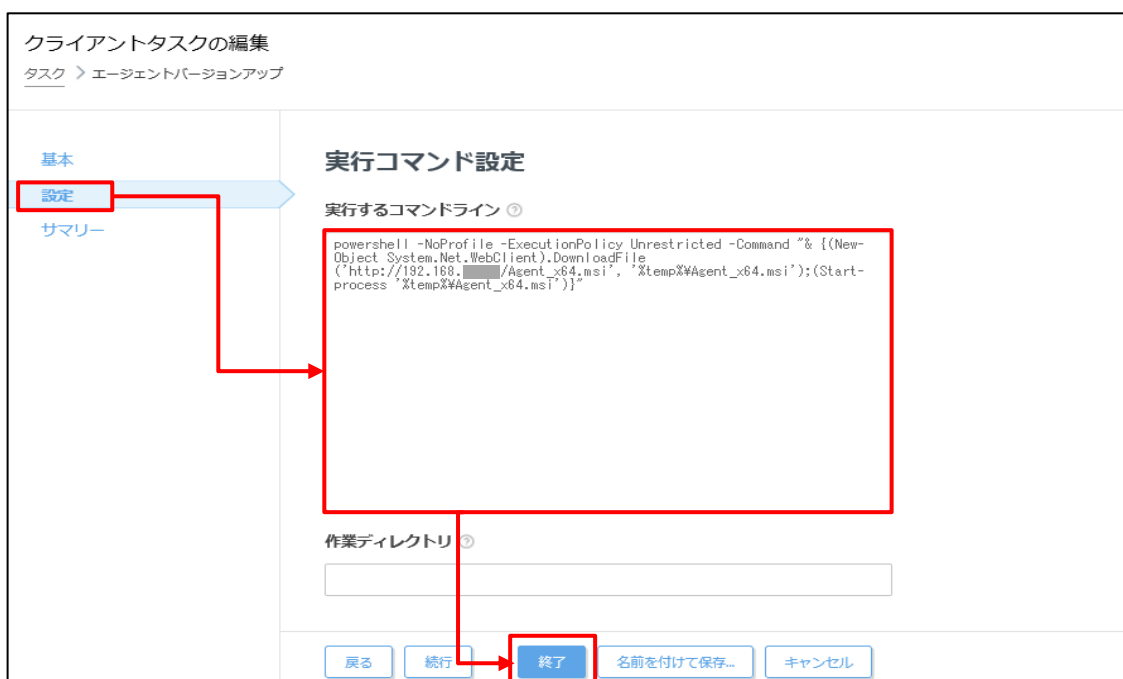 クライアントタスクの編集
タスク > エージェントバージョンアップ
基本
設定
サマリー
実行コマンド設定
実行するコマンドライン ?
powershell -NoProfile -ExecutionPolicy Unrestricted -Command "& {(New-
Object System.Net.WebClient).DownloadFile
('http://192.168. /Agent_x64.msi', '%temp%¥Agent_x64.msi');(Start-
process '%temp%¥Agent_x64.msi')}"
作業ディレクトリ ?
戻る 続行 終了 名前を付けて保存... キャンセル